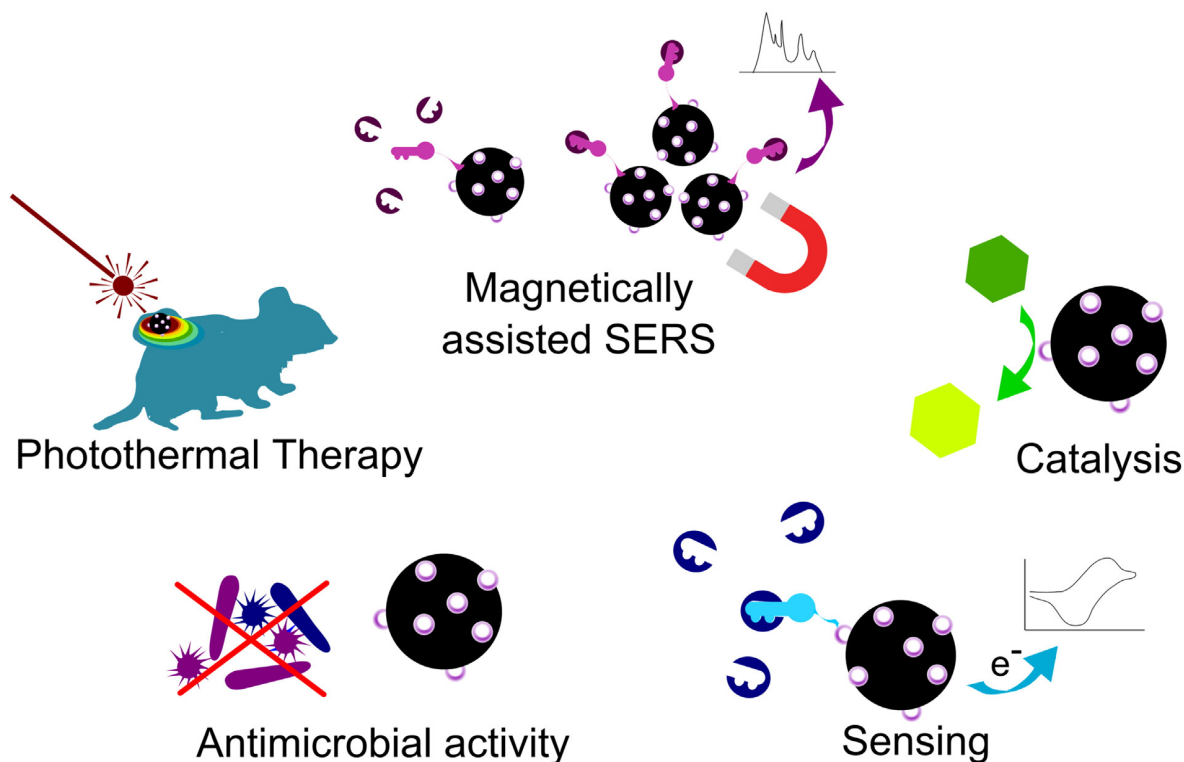 Magnetically
assisted SERS
Photothermal Therapy
Catalysis
Antimicrobial activity
e-
Sensing